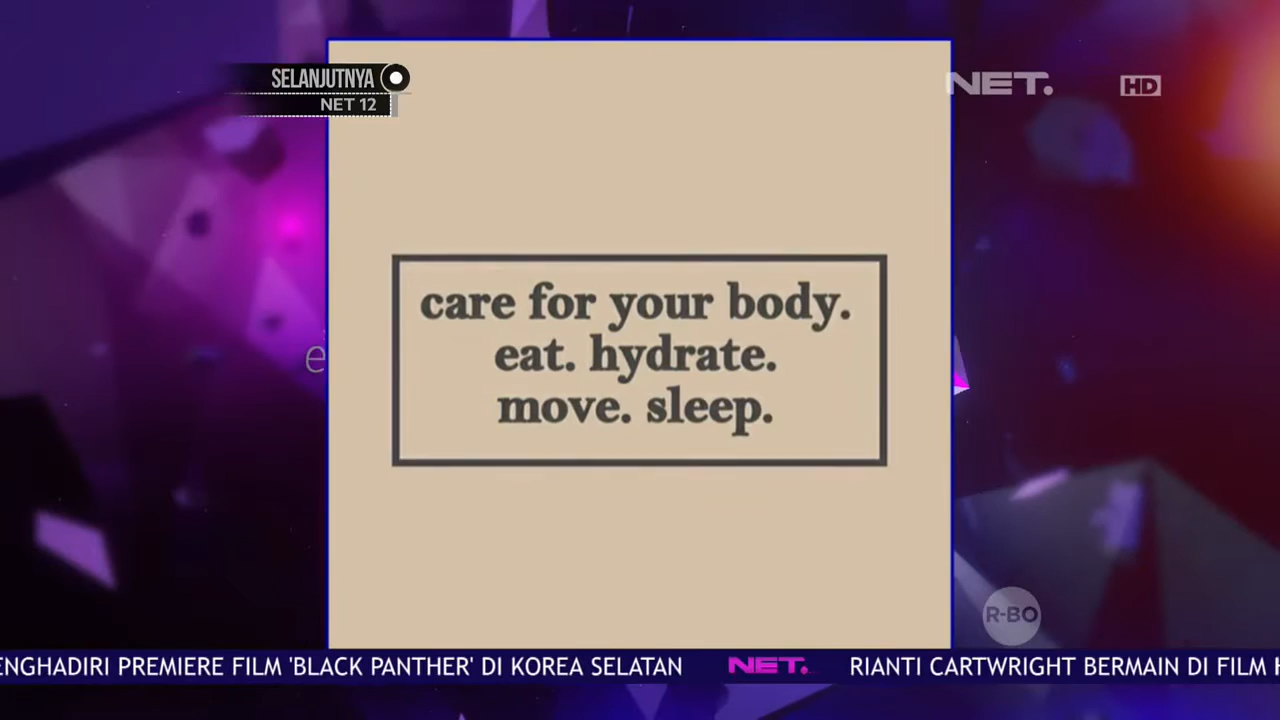 SELANJUTNYA
NET 12
NET.
HD
care for your body.
eat. hydrate.
move. sleep.
e
R-BO
ENGHADIRI PREMIERE FILM 'BLACK PANTHER' DI KOREA SELATAN NET. RIANTI CARTWRIGHT BERMAIN DI FILM